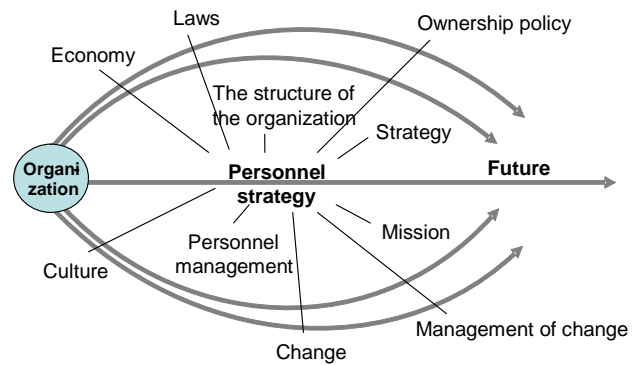 Laws
Ownership policy
Economy
The structure of
the organization
Strategy
Organi
zation
Personnel
strategy
Future
Personnel
management
Mission
Culture
Management of change
Change